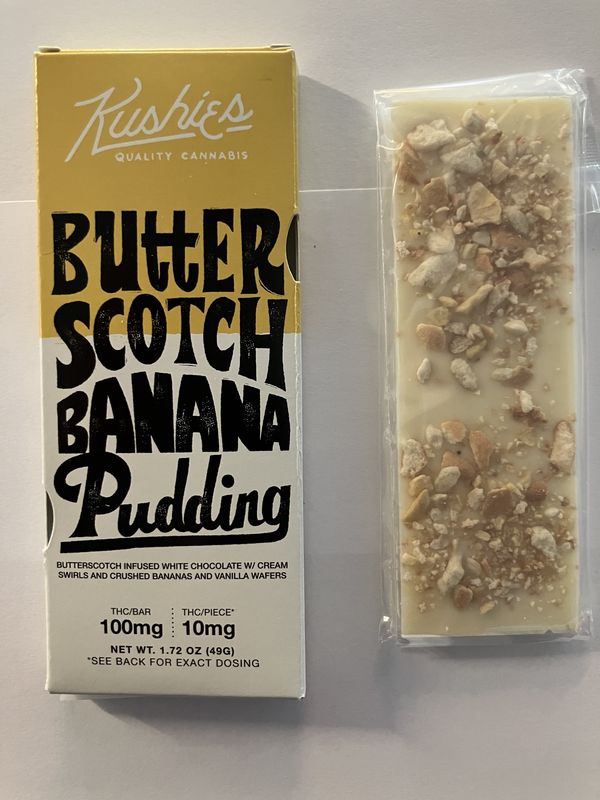 Kushies
QUALITY CANNABIS
BUttER
SCOTCH
BANANA
Pudding
BUTTERSCOTCH INFUSED WHITE CHOCOLATE W/ CREAM
SWIRLS AND CRUSHED BANANAS AND VANILLA WAFERS
THC/BAR THC/PIECE*
100mg 10mg
NET WT. 1.72 OZ (49G)
*SEE BACK FOR EXACT DOSING